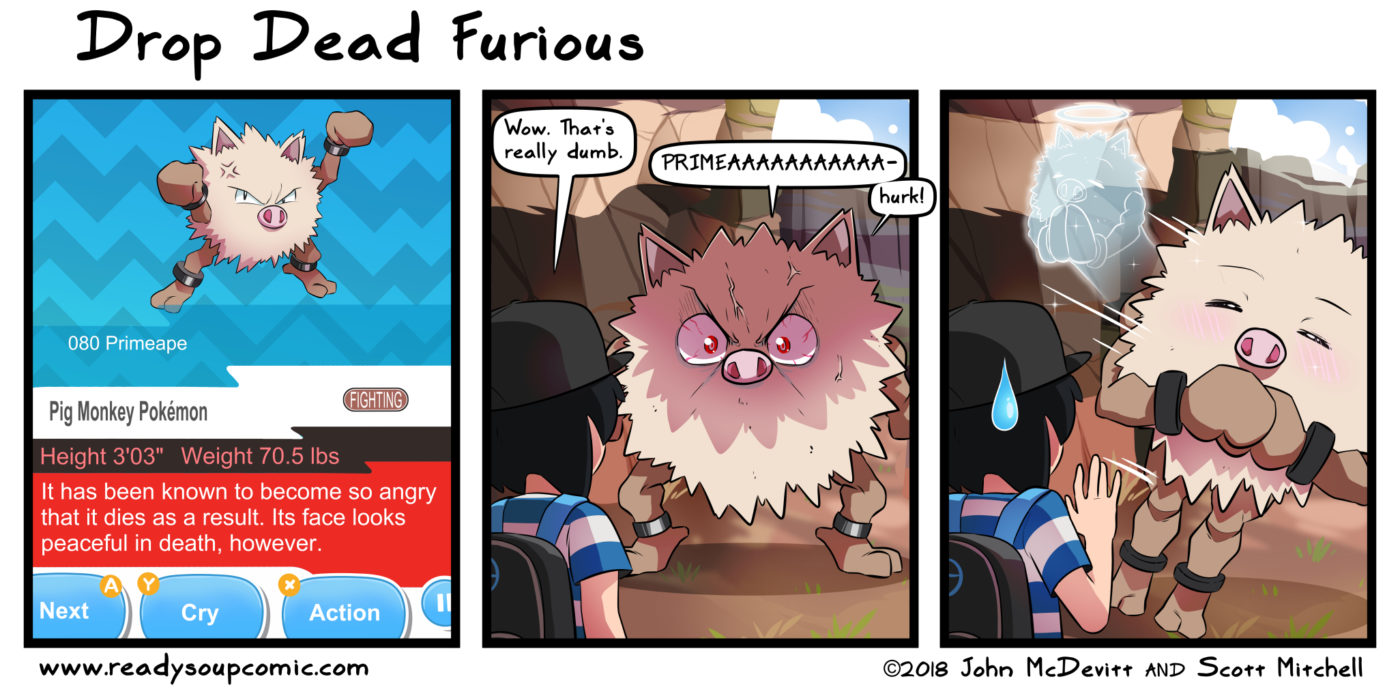 Drop Dead Furious
080 Primeape
Pig Monkey Pokémon
FIGHTING
Height 3'03" Weight 70.5 lbs
It has been known to become so angry
that it dies as a result. Its face looks
peaceful in death, however.
A Y x
Next Cry Action
Wow. That's
really dumb.
PRIMEAAAAAAAAAAA-
hurk!
www.readysoupcomic.com
©2018 John McDevitt AND Scott Mitchell